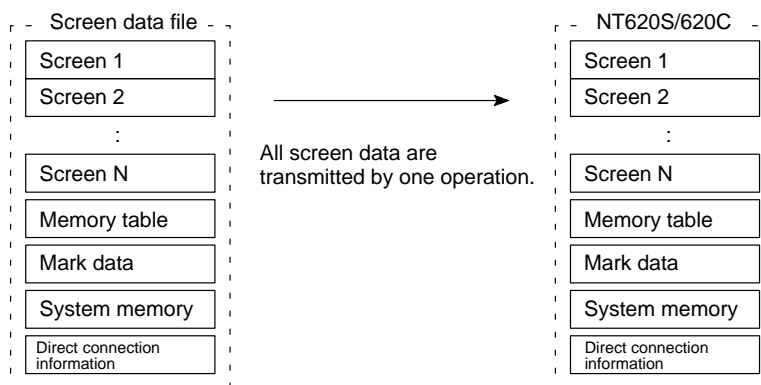 Screen data file
Screen 1
Screen 2
:
Screen N
Memory table
Mark data
System memory
Direct connection
information
All screen data are
transmitted by one operation.
NT620S/620C
Screen 1
Screen 2
:
Screen N
Memory table
Mark data
System memory
Direct connection
information